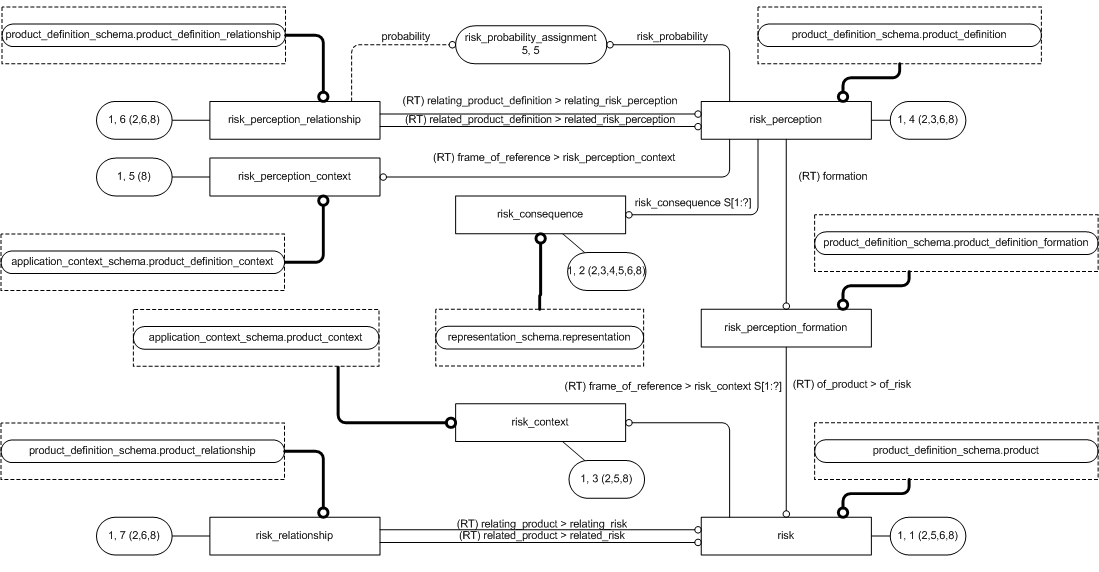 product_definition_schema.product_definition_relationship
probability
risk_probability_assignment
5, 5
risk_probability
product_definition_schema.product_definition
1, 6 (2,6,8)
risk_perception_relationship
(RT) relating_product_definition > relating_risk_perception
(RT) related_product_definition > related_risk_perception
risk_perception
1, 4 (2,3,6,8)
1, 5 (8)
risk_perception_context
(RT) frame_of_reference > risk_perception_context
(RT) formation
risk_consequence
risk_consequence S[1:?]
product_definition_schema.product_definition_formation
application_context_schema.product_definition_context
1, 2 (2,3,4,5,6,8)
application_context_schema.product_context
representation_schema.representation
risk_perception_formation
(RT) frame_of_reference > risk_context S[1:?]
(RT) of_product > of_risk
risk_context
product_definition_schema.product_relationship
product_definition_schema.product
1, 3 (2,5,8)
1, 7 (2,6,8)
risk_relationship
(RT) relating_product > relating_risk
(RT) related_product > related_risk
risk
1, 1 (2,5,6,8)